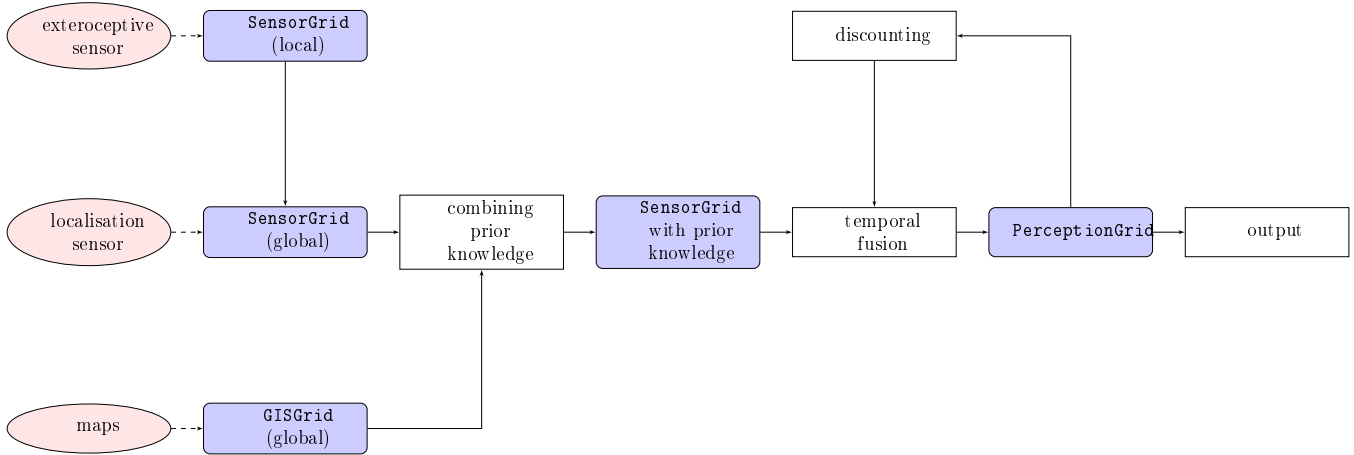 exteroceptive
sensor
SensorGrid
(local)
discounting
localisation
sensor
SensorGrid
(global)
combining
prior
knowledge
SensorGrid
with prior
knowledge
temporal
fusion
PerceptionGrid
output
maps
GISGrid
(global)